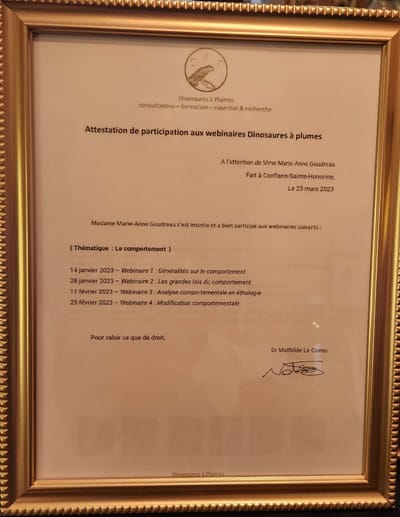 Dinosaures à Plumes
consultations – formation – expertise & recherche
Attestation de participation aux webinaires Dinosaures à plumes
A l'attention de Mme Marie-Anne Goudreau
Fait à Conflans-Sainte-Honorine,
Le 23 mars 2023
Madame Marie-Anne Goudreau s'est inscrite et a bien participé aux webinaires suivants :
( Thématique : Le comportement )
14 janvier 2023 – Webinaire 1 : Généralités sur le comportement
28 janvier 2023 – Webinaire 2 : Les grandes lois du comportement
11 février 2023 – Webinaire 3 : Analyse comportementale en éthologie
25 février 2023 – Webinaire 4 : Modification comportementale
Pour valoir ce que de droit,
Dr Mathilde Le
Dinosaures à Plumes